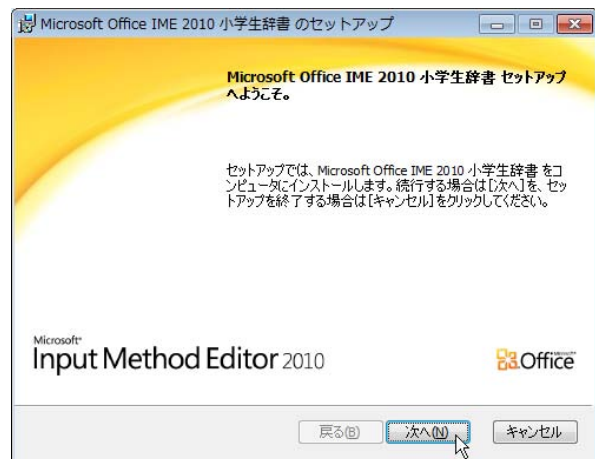 Microsoft Office IME 2010 小学生辞書 のセットアップ
Microsoft Office IME 2010 小学生辞書 セットアップ
へようこそ。
セットアップでは、Microsoft Office IME 2010 小学生辞書 をコ
ンピュータにインストールします。続行する場合は[次へ]を、セッ
トアップを終了する場合は[キャンセル]をクリックしてください。
Microsoft
Input Method Editor 2010
Microsoft
Office
戻る(B) 次へ(N) キャンセル